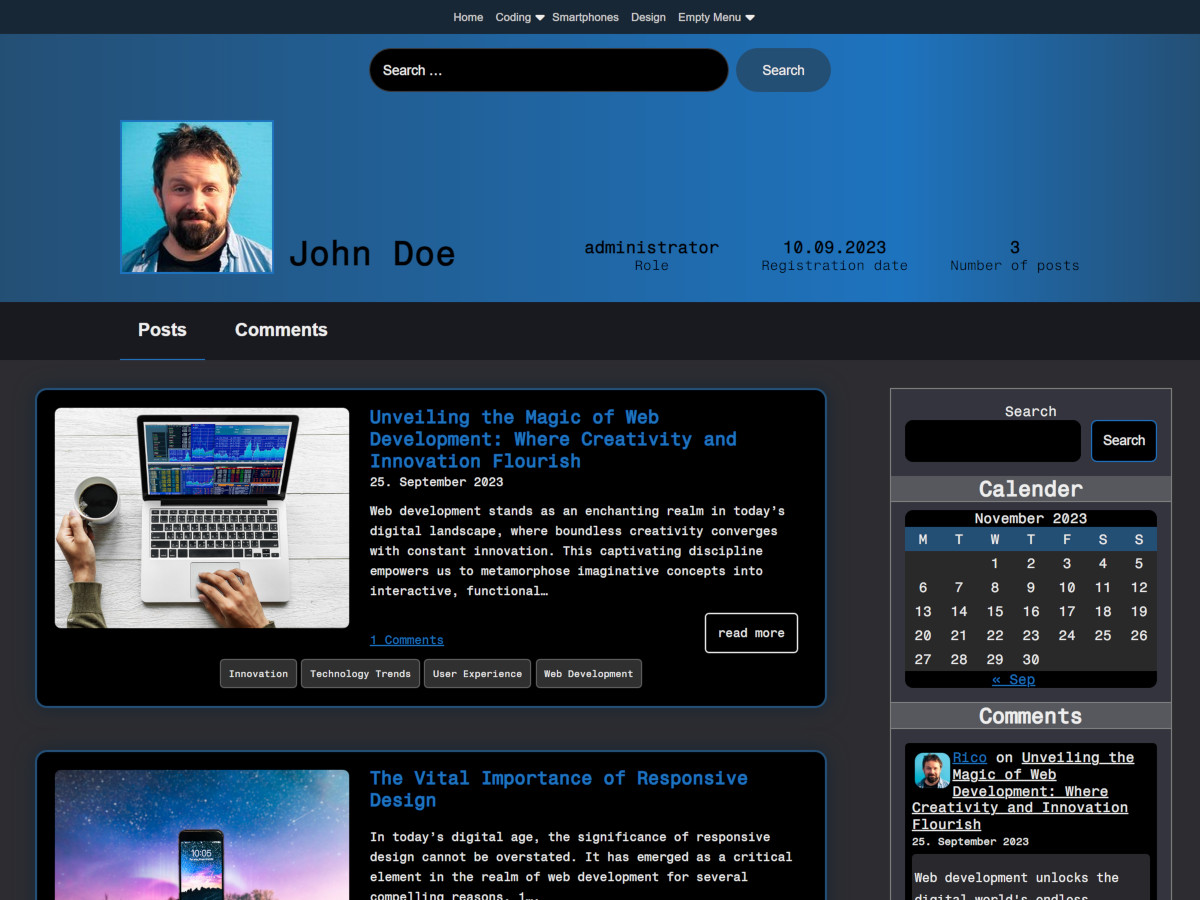 Home Coding Smartphones Design Empty Menu
Search …
Search
John Doe
administrator
Role
10.09.2023
Registration date
3
Number of posts
Posts Comments
Unveiling the Magic of Web
Development: Where Creativity and
Innovation Flourish
25. September 2023
Web development stands as an enchanting realm in today’s
digital landscape, where boundless creativity converges
with constant innovation. This captivating discipline
empowers us to metamorphose imaginative concepts into
interactive, functional…
1 Comments
read more
Innovation Technology Trends User Experience Web Development
The Vital Importance of Responsive
Design
In today’s digital age, the significance of responsive
design cannot be overstated. It has emerged as a critical
element in the realm of web development for several
compelling reasons. 1….
10:05
Search
Search
Calender
November 2023
M T W T F S S
1 2 3 4 5
6 7 8 9 10 11 12
13 14 15 16 17 18 19
20 21 22 23 24 25 26
27 28 29 30
« Sep
Comments
Rico on Unveiling the
Magic of Web
Development: Where
Creativity and Innovation
Flourish
25. September 2023
Web development unlocks the
digital world's endless